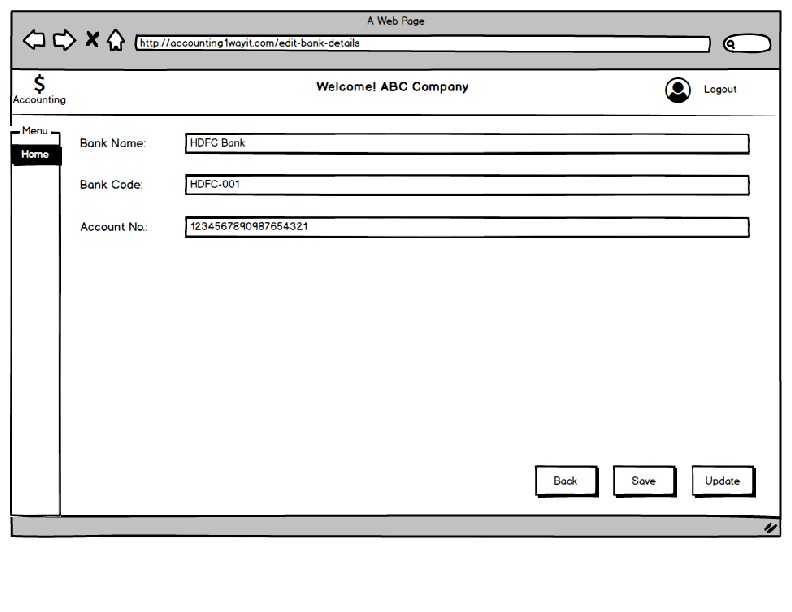 A Web Page
http://accounting1wayit.com/edit-bank-details
$
Accounting
Welcome! ABC Company
Logout
Menu
Home
Bank Name:
HDFC Bank
Bank Code:
HDFC-001
Account No.:
1234567890987654321
Back
Save
Update